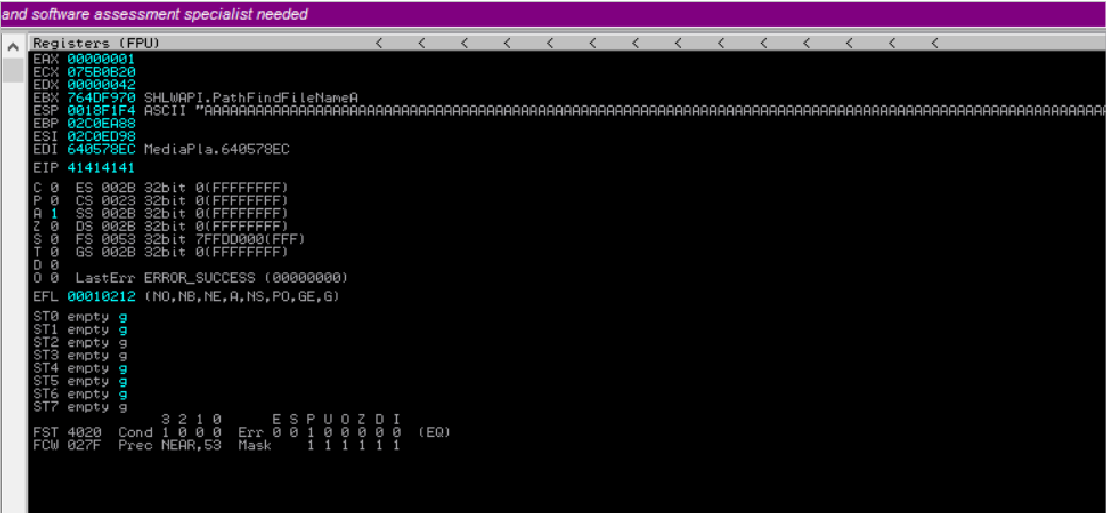 and software assessment specialist needed
Registers (FPU) < < < < < < < < < < < < < <
EAX 00000001
ECX 075B0B20
EDX 00000042
EBX 764DF970 SHLWAPI.PathFindFileNameA
ESP 0018F1F4 ASCII "AAAAAAAAAAAAAAAAAAAAAAAAAAAAAAAAAAAAAAAAAAAAAAAAAAAAAAAAAAAAAAAAAAAAAAAAAAAAAAAAAAAAAAAAAAAAAAAAAAAAAAAAAAAAAAAAAAAAAAAAAAAAA
EBP 02C0EA88
ESI 02C0ED98
EDI 640578EC MediaPla.640578EC
EIP 41414141
C 0 ES 002B 32bit 0(FFFFFFFF)
P 0 CS 0023 32bit 0(FFFFFFFF)
A 1 SS 002B 32bit 0(FFFFFFFF)
Z 0 DS 002B 32bit 0(FFFFFFFF)
S 0 FS 0053 32bit 7FFDD000(FFF)
T 0 GS 002B 32bit 0(FFFFFFFF)
D 0
O 0 LastErr ERROR_SUCCESS (00000000)
EFL 00010212 (NO,NB,NE,A,NS,PO,GE,G)
ST0 empty g
ST1 empty g
ST2 empty g
ST3 empty g
ST4 empty g
ST5 empty g
ST6 empty g
ST7 empty g
3 2 1 0 E S P U O Z D I
FST 4020 Cond 1 0 0 0 Err 0 0 1 0 0 0 0 0 (EQ)
FCW 027F Prec NEAR,53 Mask 1 1 1 1 1 1